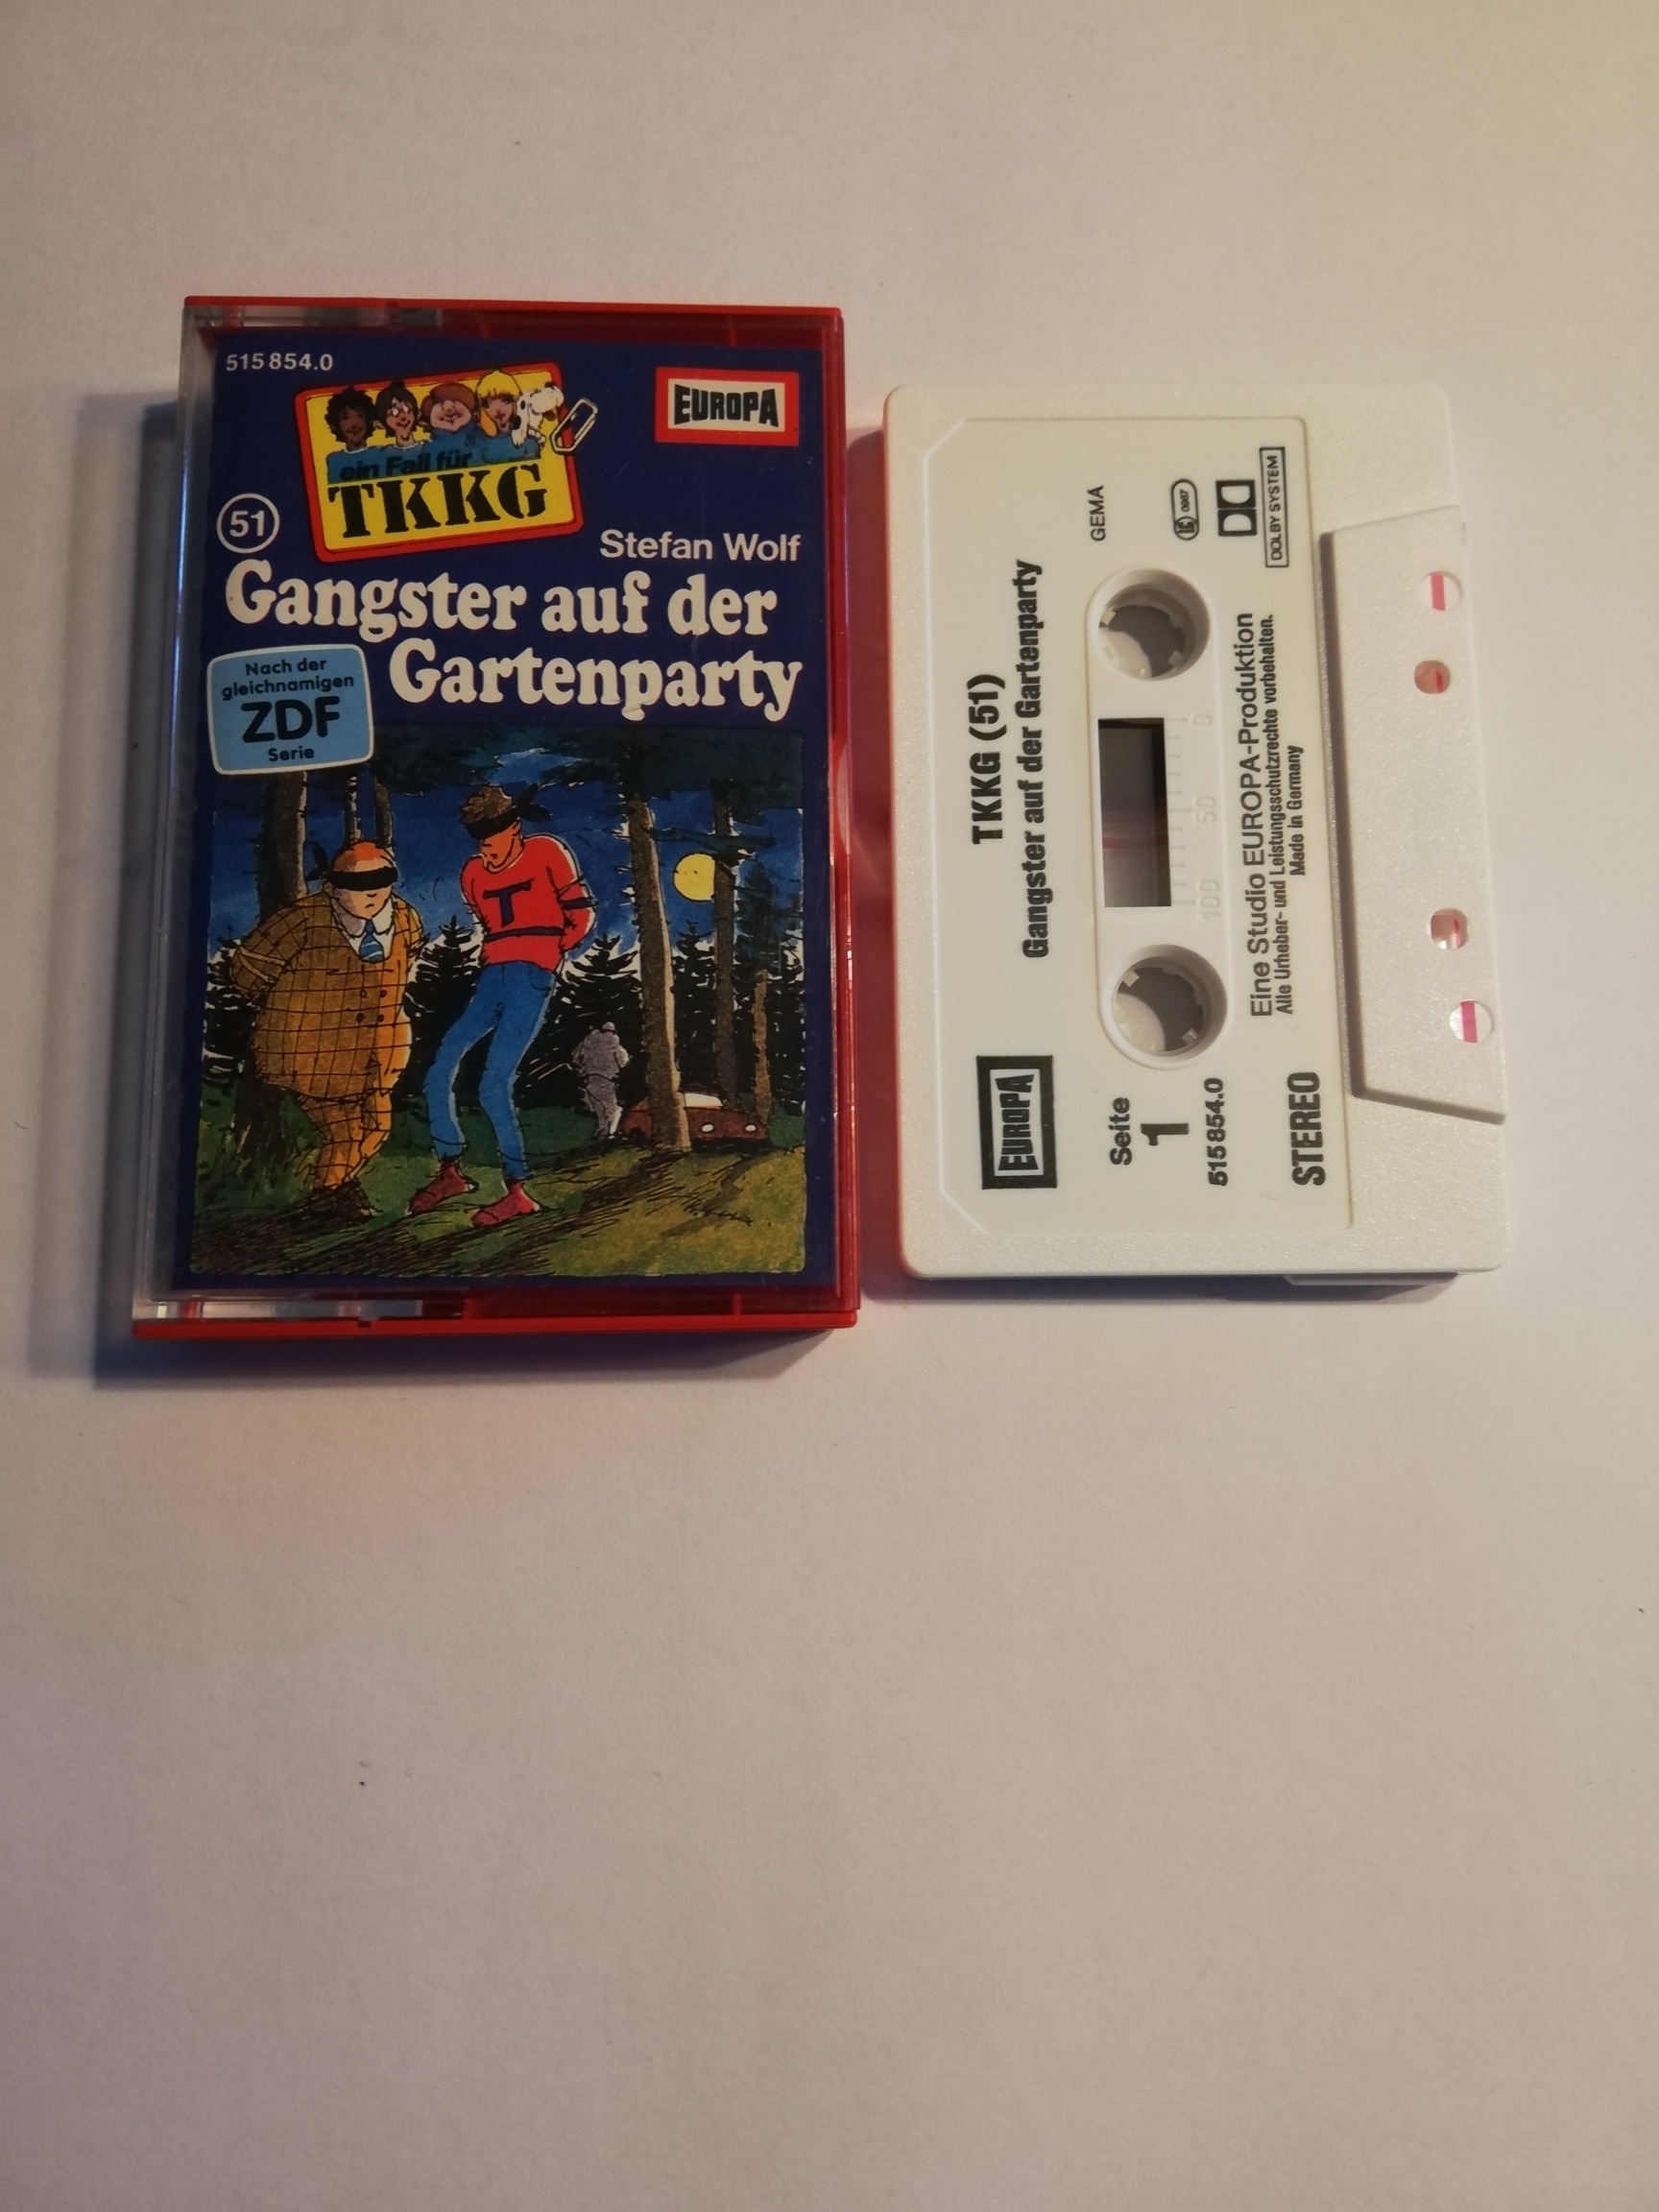 515 854.0
EUROPA
ein Fall für
TKKG
51
Stefan Wolf
Gangster auf der
Gartenparty
Nach der
gleichnamigen
ZDF
Serie
T
TKKG (51)
Gangster auf der Gartenparty
EUROPA
GEMA
Seite
1
515 854.0
100 50 0
DOLBY SYSTEM
STEREO
Eine Studio EUROPA-Produktion
Alle Urheber- und Leistungsschutzrechte vorbehalten.
Made in Germany